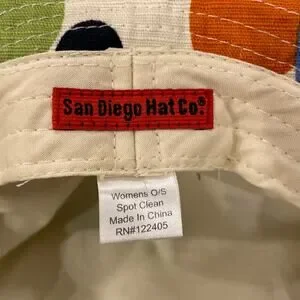 San Diego Hat Co.®
Womens O/S
Spot Clean
Made In China
RN#122405